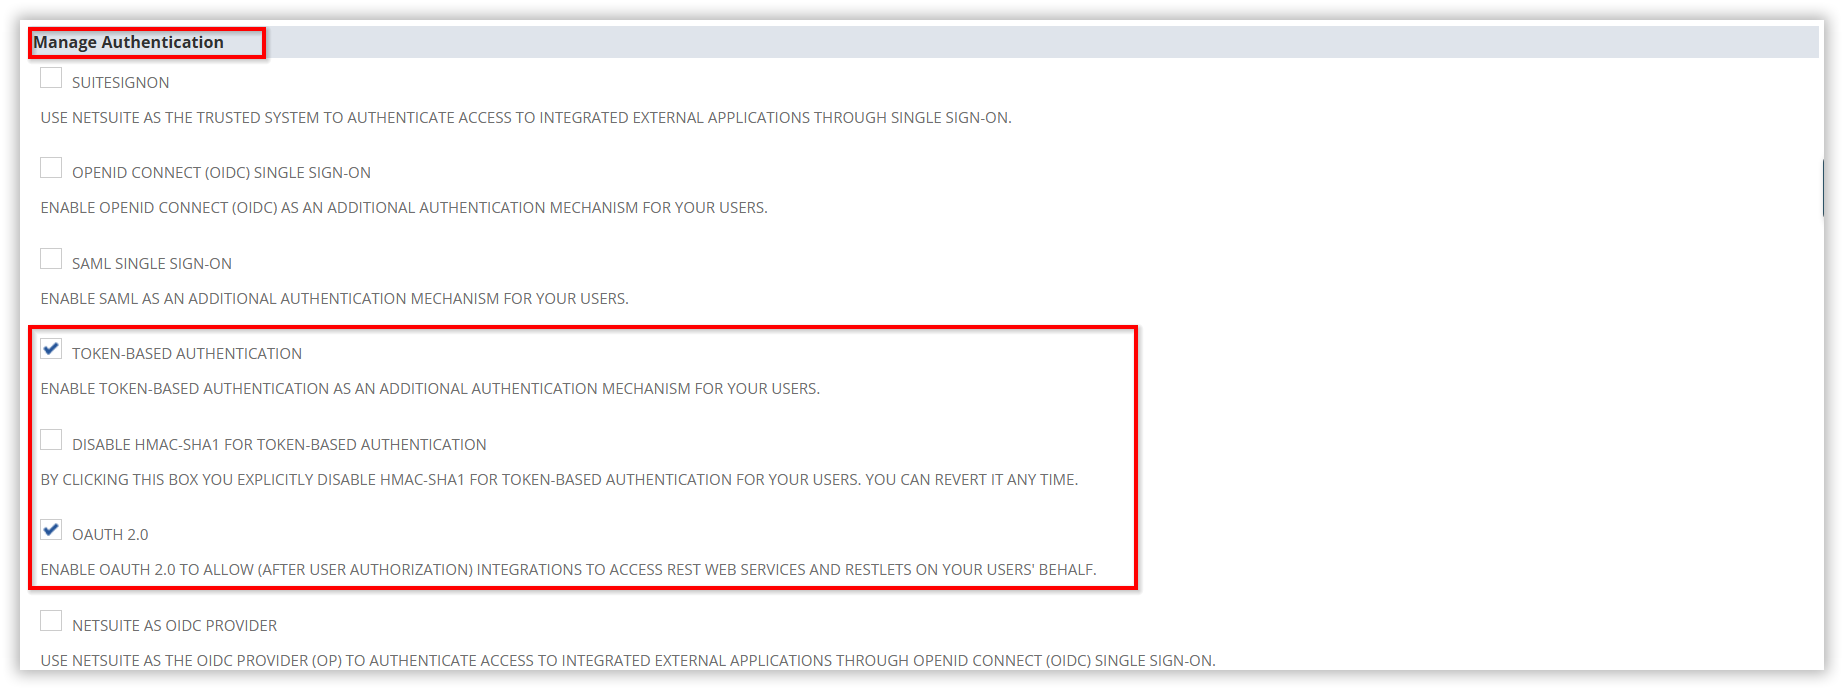 Manage Authentication
SUITESIGNON
USE NETSUITE AS THE TRUSTED SYSTEM TO AUTHENTICATE ACCESS TO INTEGRATED EXTERNAL APPLICATIONS THROUGH SINGLE SIGN-ON.
OPENID CONNECT (OIDC) SINGLE SIGN-ON
ENABLE OPENID CONNECT (OIDC) AS AN ADDITIONAL AUTHENTICATION MECHANISM FOR YOUR USERS.
SAML SINGLE SIGN-ON
ENABLE SAML AS AN ADDITIONAL AUTHENTICATION MECHANISM FOR YOUR USERS.
TOKEN-BASED AUTHENTICATION
ENABLE TOKEN-BASED AUTHENTICATION AS AN ADDITIONAL AUTHENTICATION MECHANISM FOR YOUR USERS.
DISABLE HMAC-SHA1 FOR TOKEN-BASED AUTHENTICATION
BY CLICKING THIS BOX YOU EXPLICITLY DISABLE HMAC-SHA1 FOR TOKEN-BASED AUTHENTICATION FOR YOUR USERS. YOU CAN REVERT IT ANY TIME.
OAUTH 2.0
ENABLE OAUTH 2.0 TO ALLOW (AFTER USER AUTHORIZATION) INTEGRATIONS TO ACCESS REST WEB SERVICES AND RESTLETS ON YOUR USERS' BEHALF.
NETSUITE AS OIDC PROVIDER
USE NETSUITE AS THE OIDC PROVIDER (OP) TO AUTHENTICATE ACCESS TO INTEGRATED EXTERNAL APPLICATIONS THROUGH OPENID CONNECT (OIDC) SINGLE SIGN-ON.